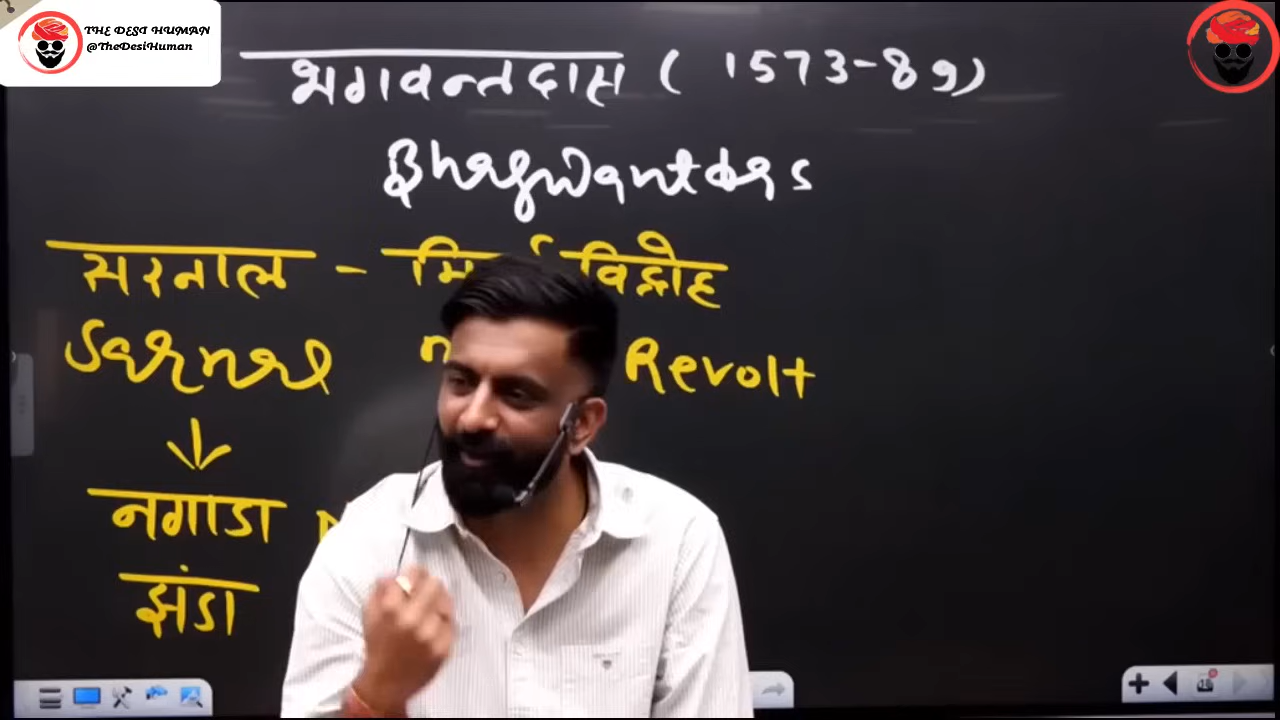 THE DESI HUMAN
@TheDesiHuman
भगवन्तदास ( 1573-89)
Bhagwantdas
सरनाल - विद्रोह
Sarnal Revolt
नगाडा
झंडा